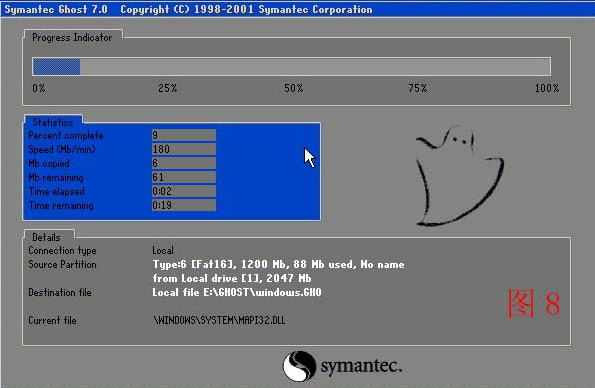 Symantec Ghost 7.0 Copyright (C) 1998-2001 Symantec Corporation
Progress Indicator
0% 25% 50% 75% 100%
Statistics
Percent complete 9
Speed (Mb/min) 180
Mb copied 6
Mb remaining 61
Time elapsed 0:02
Time remaining 0:19
Details
Connection type Local
Source Partition Type:6 [Fat16], 1200 Mb, 88 Mb used, No name
from Local drive [1], 2047 Mb
Destination file Local file E:\GHOST\windows.GHO
Current file \WINDOWS\SYSTEM\MAPI32.DLL
图 8
symantec.